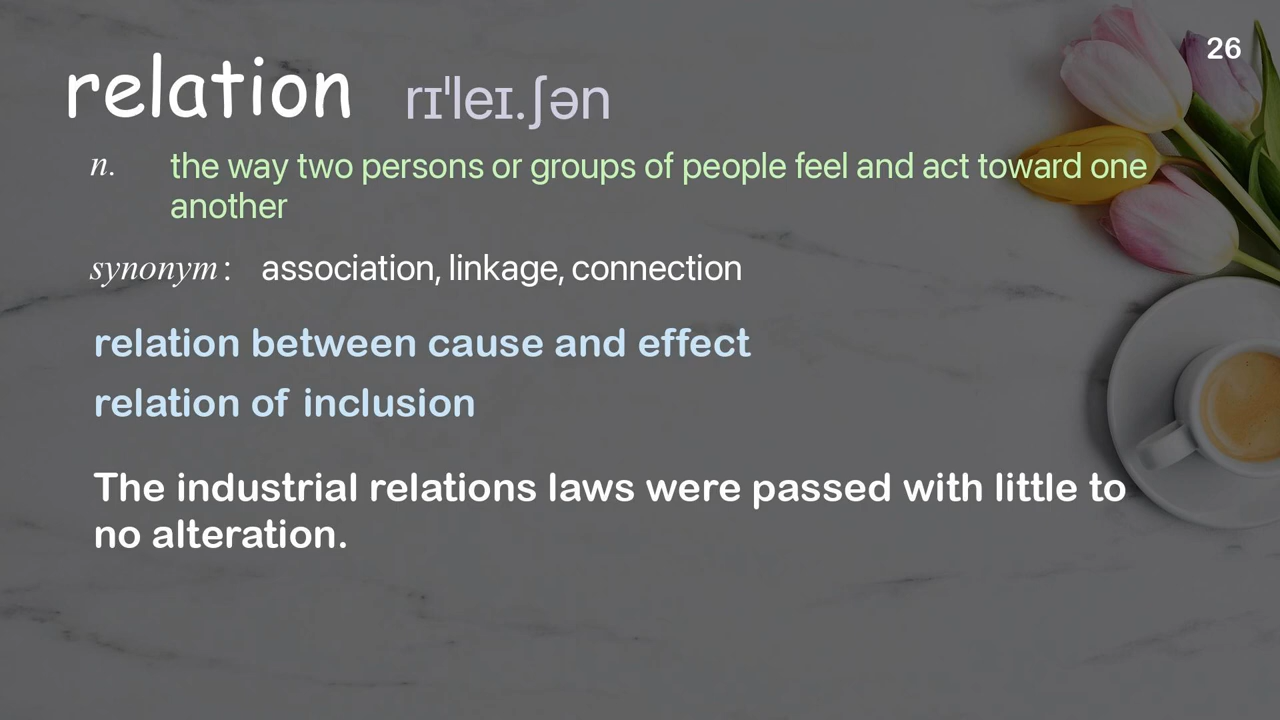 26
relation rɪˈleɪ.ʃən
n. the way two persons or groups of people feel and act toward one
another
synonym: association, linkage, connection
relation between cause and effect
relation of inclusion
The industrial relations laws were passed with little to
no alteration.